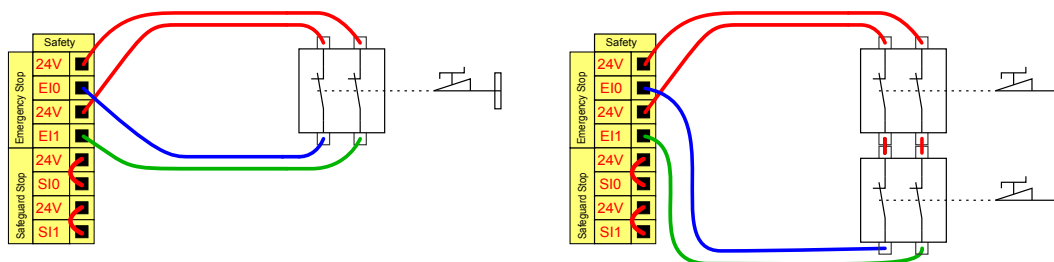 Safety
Emergency Stop
24V
EI0
24V
EI1
Safeguard Stop
24V
SI0
24V
SI1
Safety
Emergency Stop
24V
EI0
24V
EI1
Safeguard Stop
24V
SI0
24V
SI1